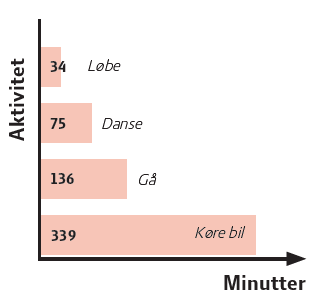 Aktivitet
34 Løbe
75 Danse
136 Gå
339 Køre bil
Minutter